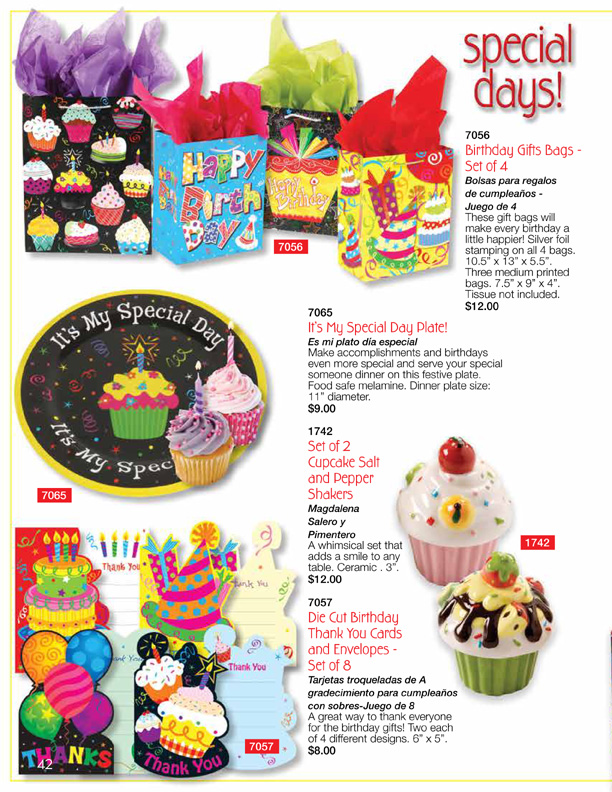 special
days!
7056
Birthday Gifts Bags -
Set of 4
Bolsas para regalos
de cumpleaños -
Juego de 4
These gift bags will
make every birthday a
little happier! Silver foil
stamping on all 4 bags.
10.5” x 13” x 5.5”.
Three medium printed
bags. 7.5” x 9” x 4”.
Tissue not included.
$12.00
Happy
Birth
Day
Happy
Birthday
7056
7065
It's My Special Day Plate!
Es mi plato día especial
Make accomplishments and birthdays
even more special and serve your special
someone dinner on this festive plate.
Food safe melamine. Dinner plate size:
11” diameter.
$9.00
It's My Special Day
It's My Spec
7065
1742
Set of 2
Cupcake Salt
and Pepper
Shakers
Magdalena
Salero y
Pimentero
A whimsical set that
adds a smile to any
table. Ceramic . 3”.
$12.00
1742
7057
Die Cut Birthday
Thank You Cards
and Envelopes -
Set of 8
Tarjetas troqueladas de A
gradecimiento para cumpleaños
con sobres-Juego de 8
A great way to thank everyone
for the birthday gifts! Two each
of 4 different designs. 6” x 5”.
$8.00
Thank You
Thank You
Thank You
Thank You
THANKS
Thank You
7057
42